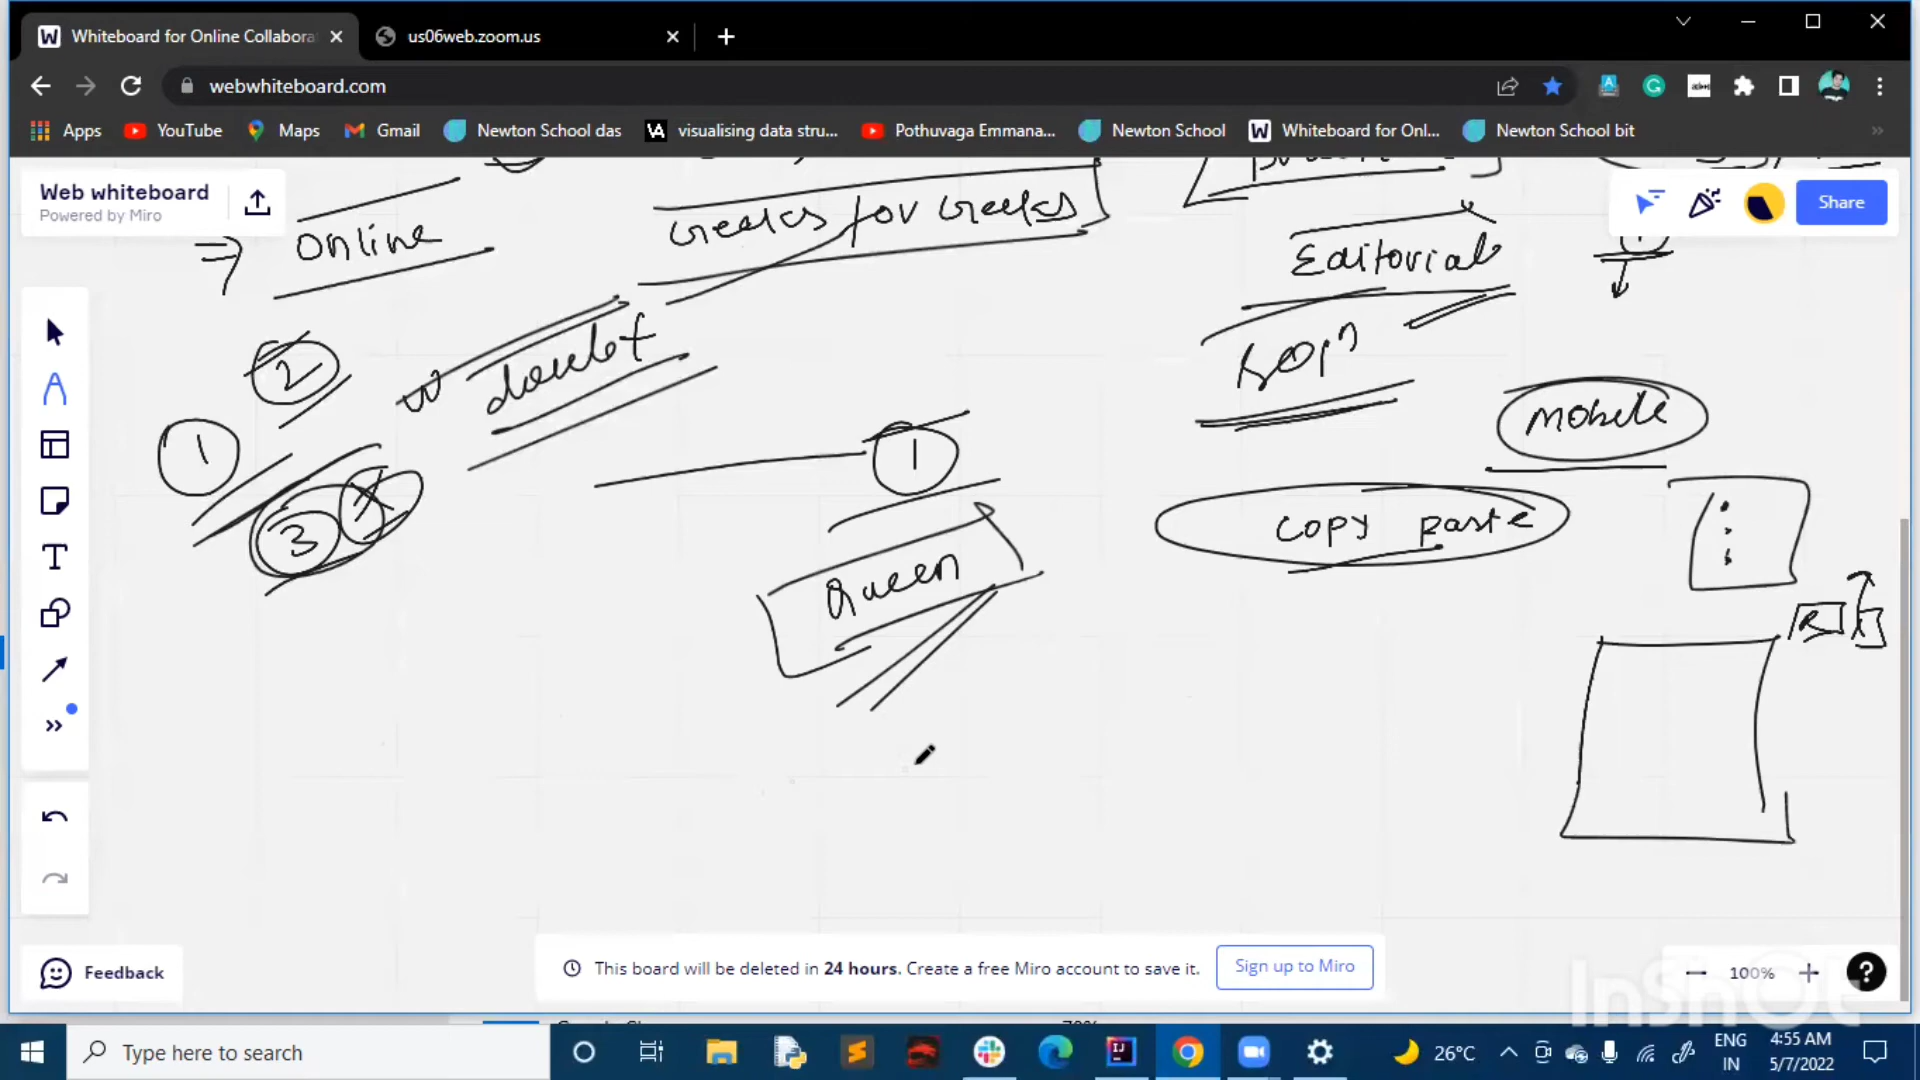 Whiteboard for Online Collabora
us06web.zoom.us
webwhiteboard.com
Apps
YouTube
Maps
Gmail
Newton School das
visualising data stru...
Pothuvaga Emmana...
Newton School
Whiteboard for Onl...
Newton School bit
Web whiteboard
Powered by Miro
Share
Online
Geeks for Geeks
Editorial
2
doubt
1
3
1
Mobile
Copy paste
Queen
Feedback
This board will be deleted in 24 hours. Create a free Miro account to save it.
Sign up to Miro
100%
InShOt
Type here to search
26°C
ENG
IN
4:55 AM
5/7/2022